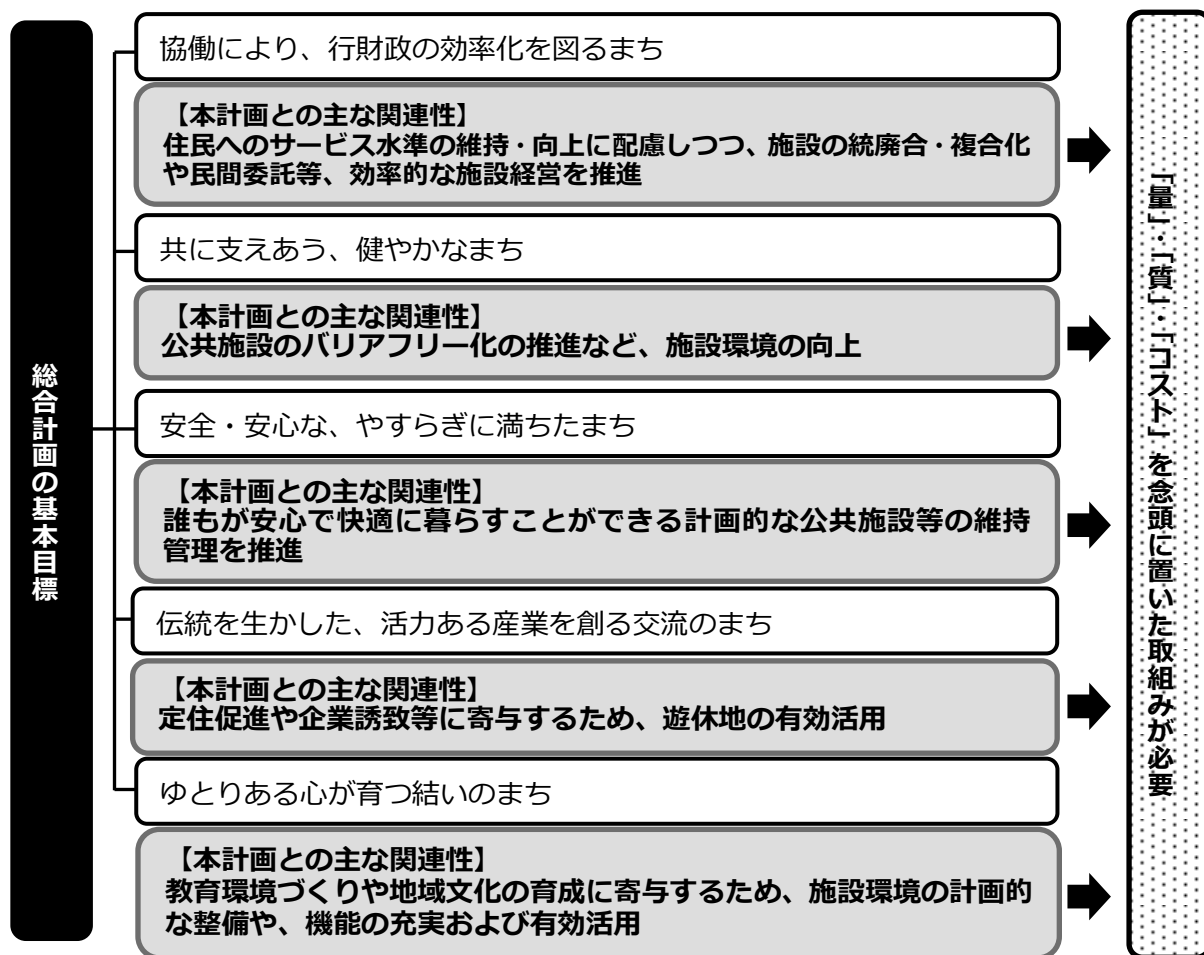 総合計画の基本目標
協働により、行財政の効率化を図るまち
【本計画との主な関連性】
住民へのサービス水準の維持・向上に配慮しつつ、施設の統廃合・複合化
や民間委託等、効率的な施設経営を推進
共に支えあう、健やかなまち
【本計画との主な関連性】
公共施設のバリアフリー化の推進など、施設環境の向上
安全・安心な、やすらぎに満ちたまち
【本計画との主な関連性】
誰もが安心で快適に暮らすことができる計画的な公共施設等の維持
管理を推進
伝統を生かした、活力ある産業を創る交流のまち
【本計画との主な関連性】
定住促進や企業誘致等に寄与するため、遊休地の有効活用
ゆとりある心が育つ結いのまち
【本計画との主な関連性】
教育環境づくりや地域文化の育成に寄与するため、施設環境の計画的
な整備や、機能の充実および有効活用
「量」・「質」・「コスト」を念頭に置いた取組みが必要